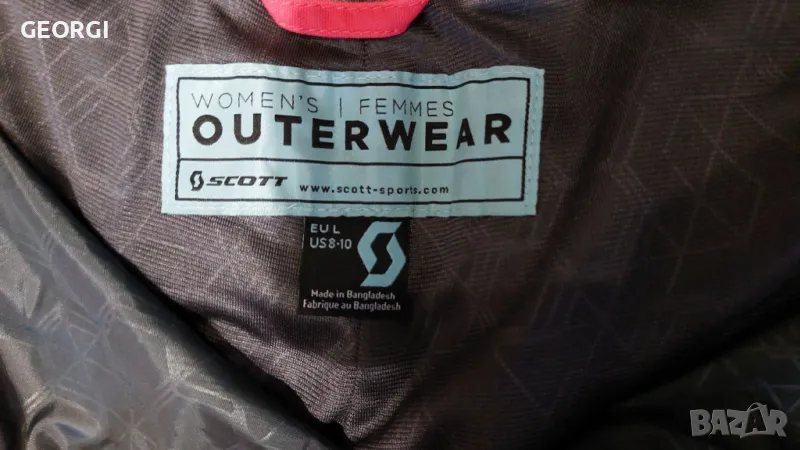 GEORGI
WOMEN'S | FEMMES
OUTERWEAR
SCOTT www.scott-sports.com
EU L
US 8-10
Made in Bangladesh
Fabrique au Bangladesh
BAZAR